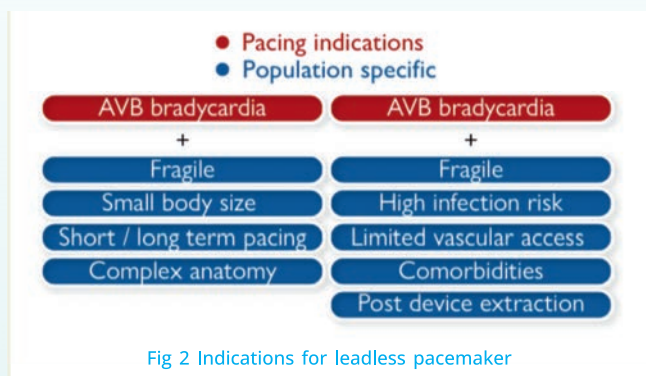 Pacing indications
Population specific
AVB bradycardia
+
Fragile
Small body size
Short / long term pacing
Complex anatomy
AVB bradycardia
+
Fragile
High infection risk
Limited vascular access
Comorbidities
Post device extraction
Fig 2 Indications for leadless pacemaker